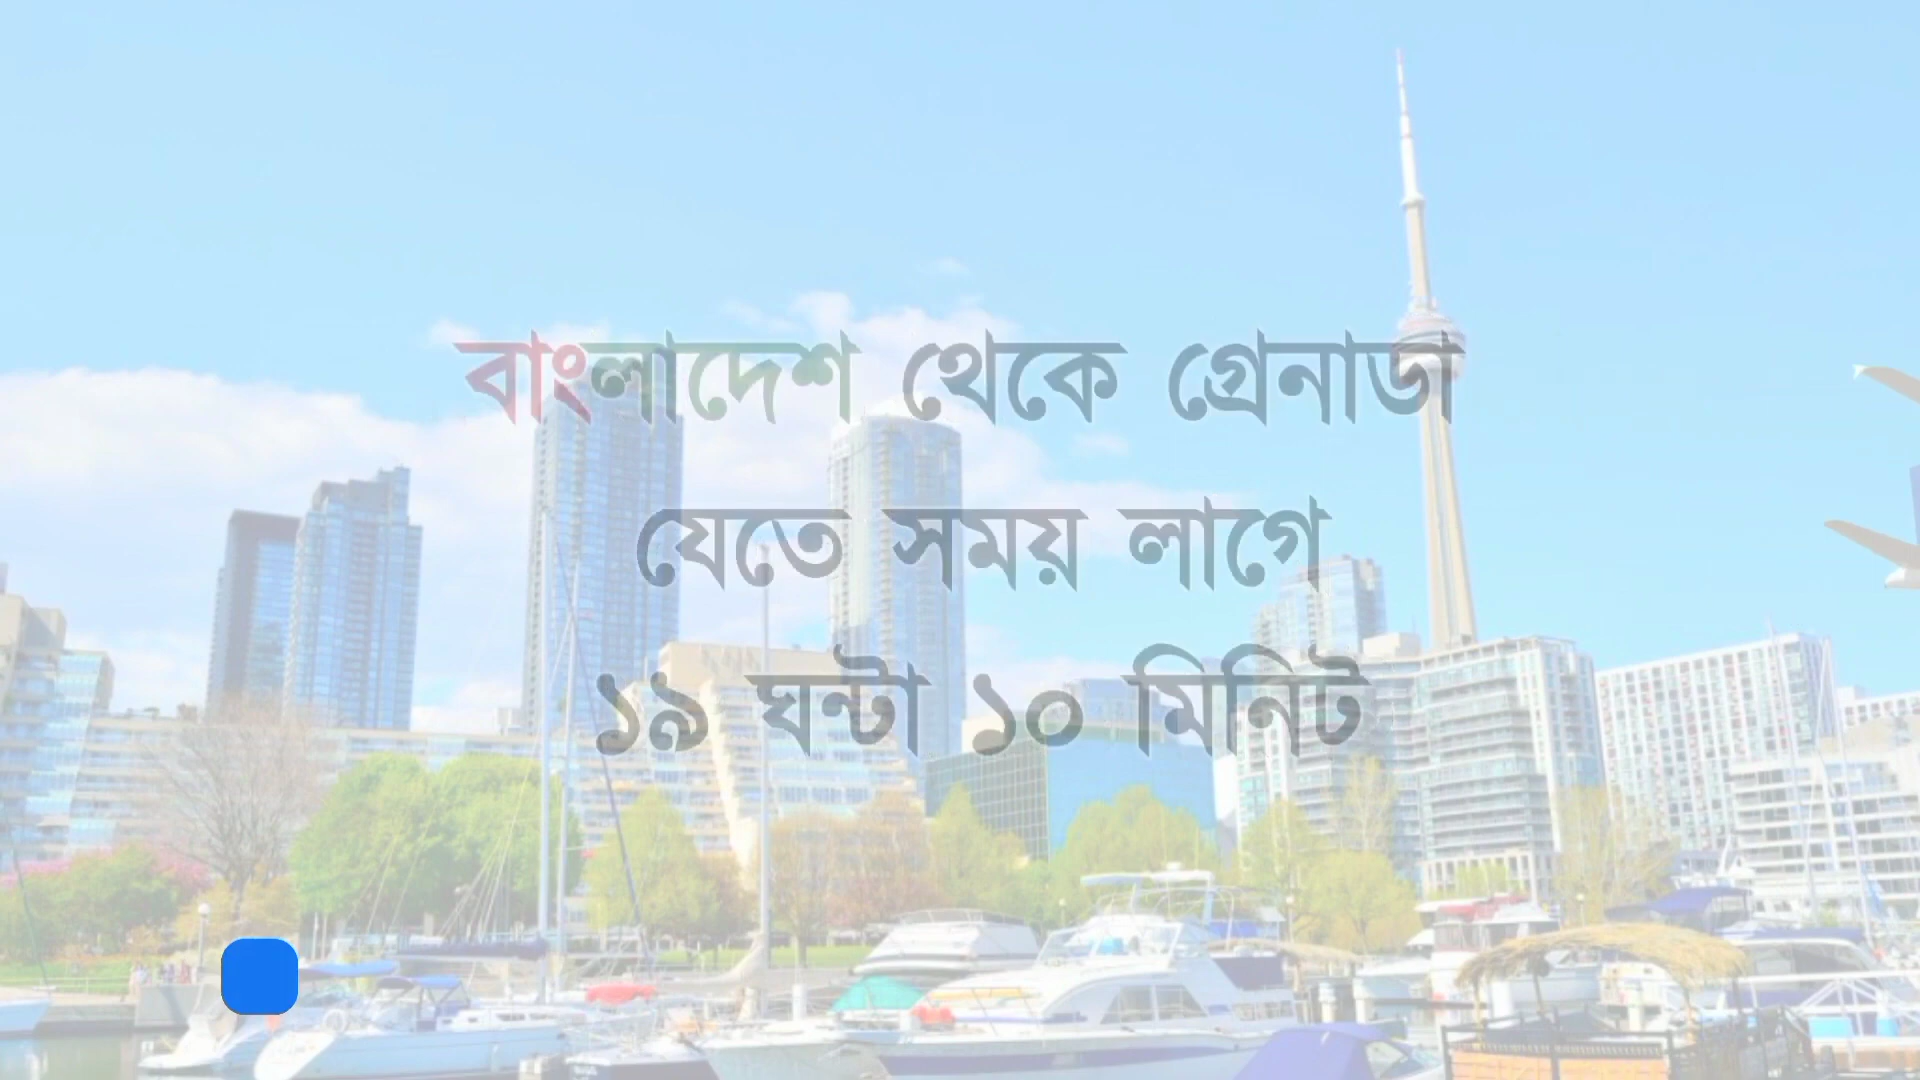 বাংলাদেশ থেকে গ্রেনাডা
যেতে সময় লাগে
১৯ ঘন্টা ১০ মিনিট